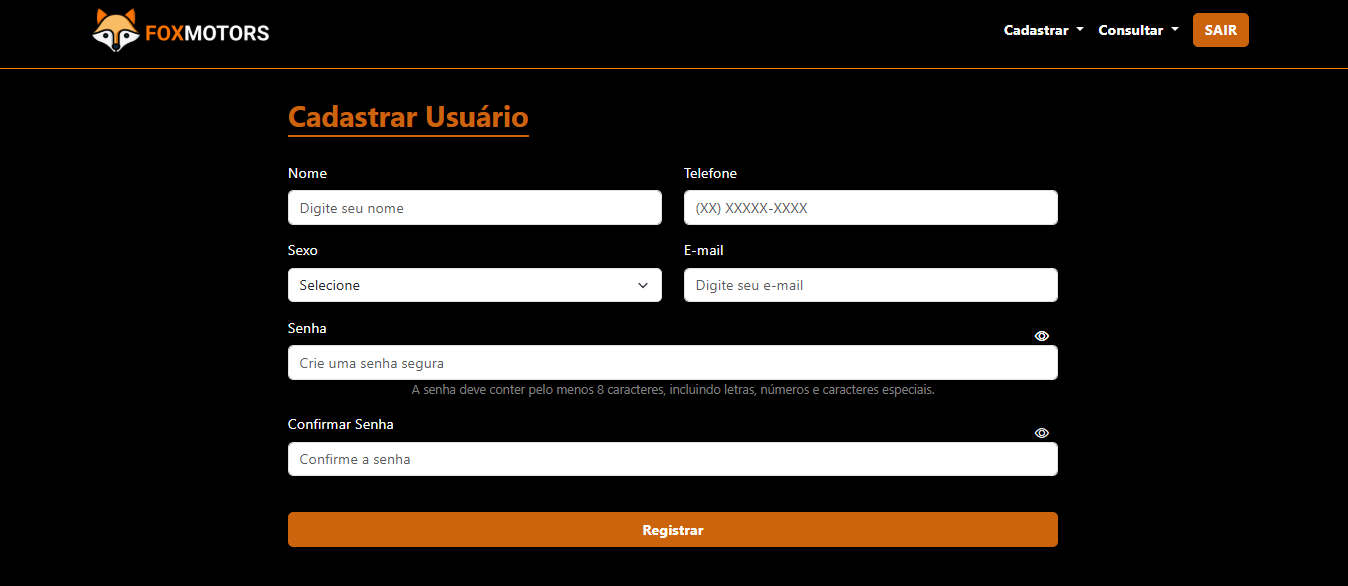 FOXMOTORS
Cadastrar Consultar SAIR
Cadastrar Usuário
Nome Telefone
Digite seu nome (XX) XXXXX-XXXX
Sexo E-mail
Selecione Digite seu e-mail
Senha
Crie uma senha segura
A senha deve conter pelo menos 8 caracteres, incluindo letras, números e caracteres especiais.
Confirmar Senha
Confirme a senha
Registrar